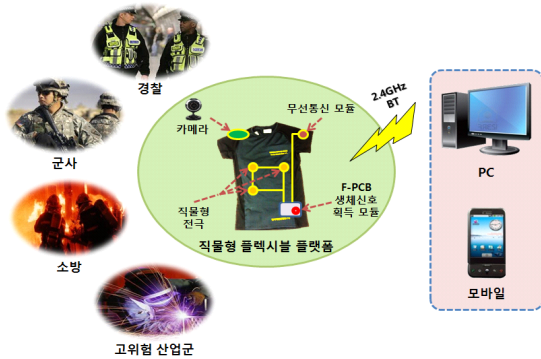 경찰
군사
소방
고위험 산업군
카메라
무선통신 모듈
직물형
전극
F-PCB
생체신호
획득 모듈
직물형 플렉시블 플랫폼
2.4GHz
BT
PC
모바일